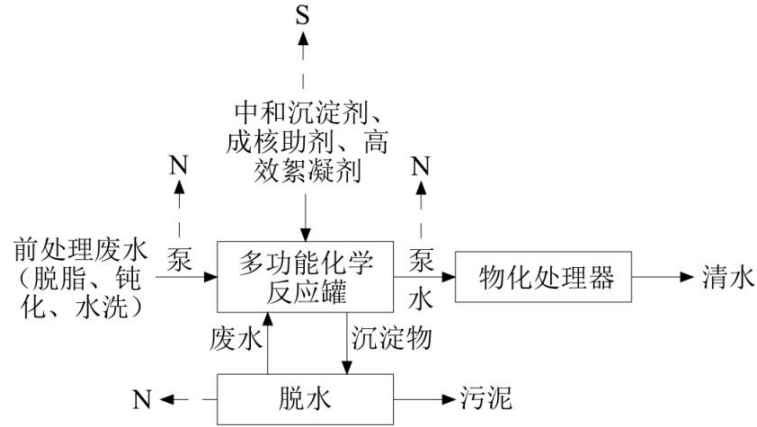 S
中和沉淀剂、
成核助剂、高
效絮凝剂
N
N
前处理废水
（脱脂、钝
化、水洗）
泵
多功能化学
反应罐
泵
水
物化处理器
清水
废水
沉淀物
N
脱水
污泥